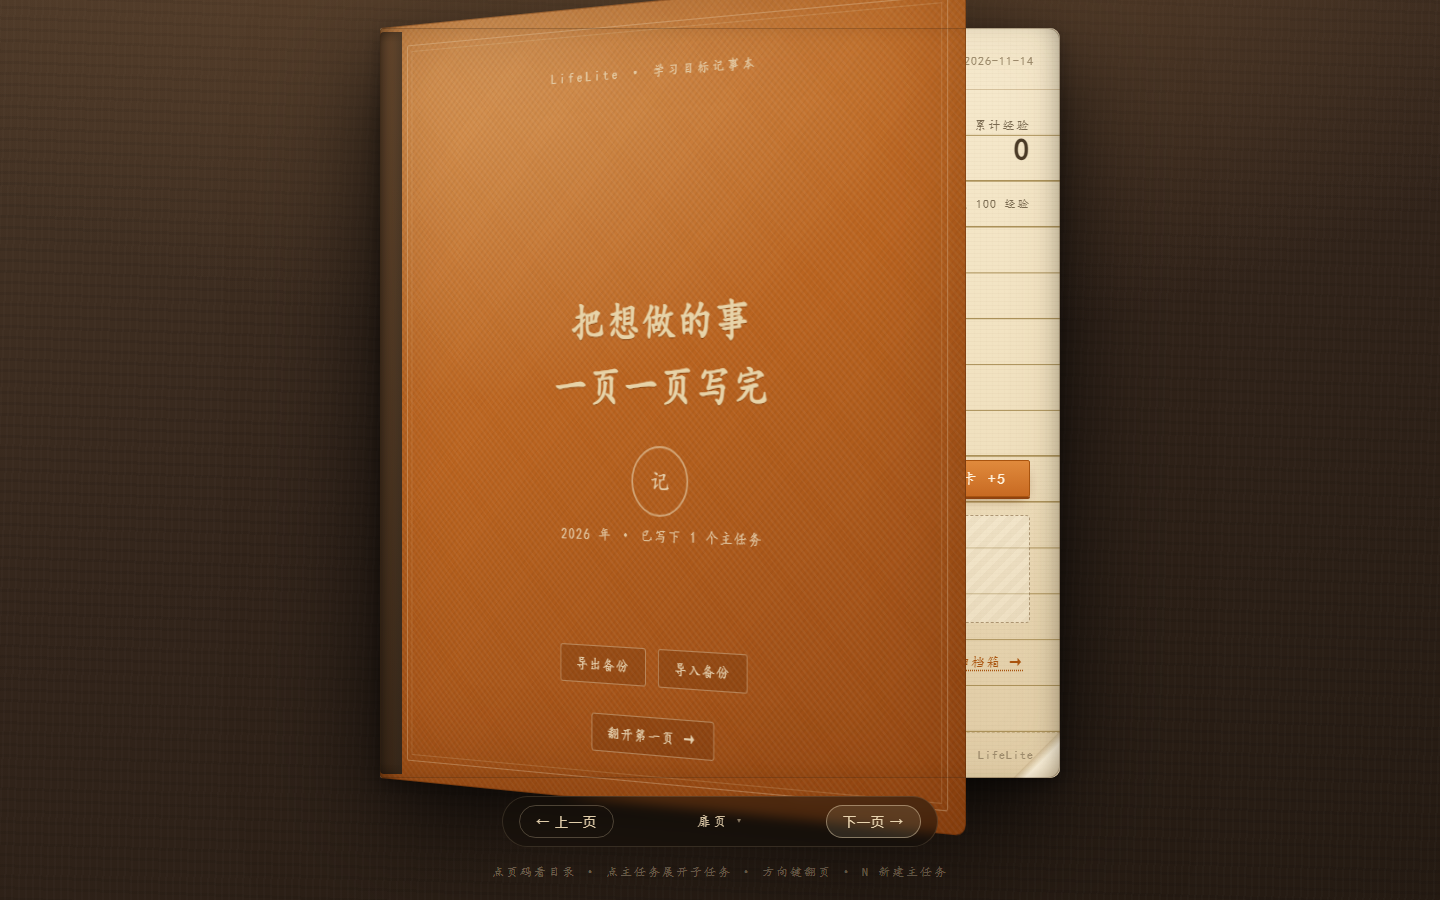 LifeLite • 学习目标记事本
2026-11-14
累计经验
0
100 经验
把想做的事
一页一页写完
记
+5
2026 年 • 已写下 1 个主任务
导出备份
导入备份
档箱 →
翻开第一页 →
LifeLite
← 上一页
扉页
下一页 →
点页码看目录 • 点主任务展开子任务 • 方向键翻页 • N 新建主任务